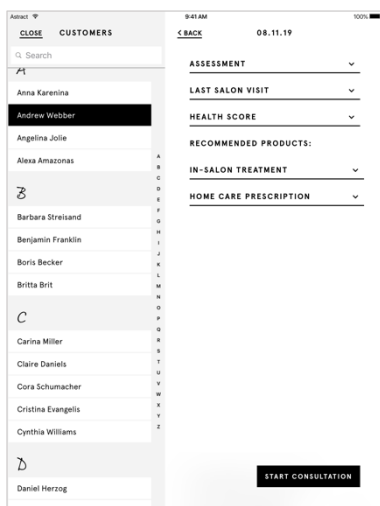 Astract 9:41 AM 100%
CLOSE CUSTOMERS
Search
A
Anna Karenina
Andrew Webber
Angelina Jolie
Alexa Amazonas
B
Barbara Streisand
Benjamin Franklin
Boris Becker
Britta Brit
C
Carina Miller
Claire Daniels
Cora Schumacher
Cristina Evangelis
Cynthia Williams
D
Daniel Herzog
A
B
C
D
E
F
G
H
I
J
K
L
M
N
O
P
Q
R
S
T
U
V
W
X
Y
Z
< BACK 08.11.19
ASSESSMENT
LAST SALON VISIT
HEALTH SCORE
RECOMMENDED PRODUCTS:
IN-SALON TREATMENT
HOME CARE PRESCRIPTION
START CONSULTATION